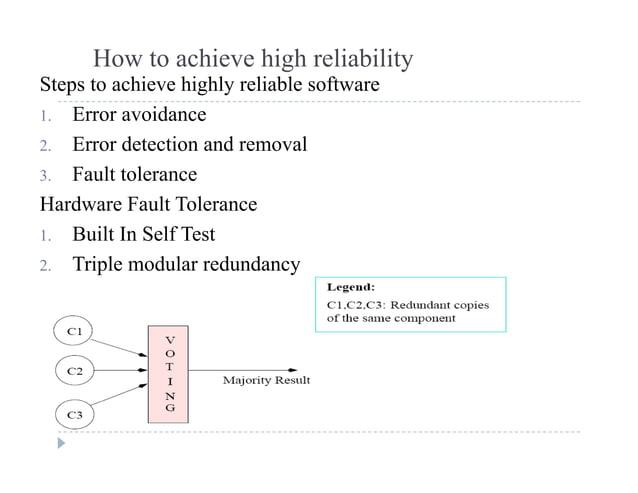 How to achieve high reliability
Steps to achieve highly reliable software
1. Error avoidance
2. Error detection and removal
3. Fault tolerance
Hardware Fault Tolerance
1. Built In Self Test
2. Triple modular redundancy
Legend:
C1,C2,C3: Redundant copies
of the same component
C1
C2
C3
V
O
T
I
N
G
Majority Result